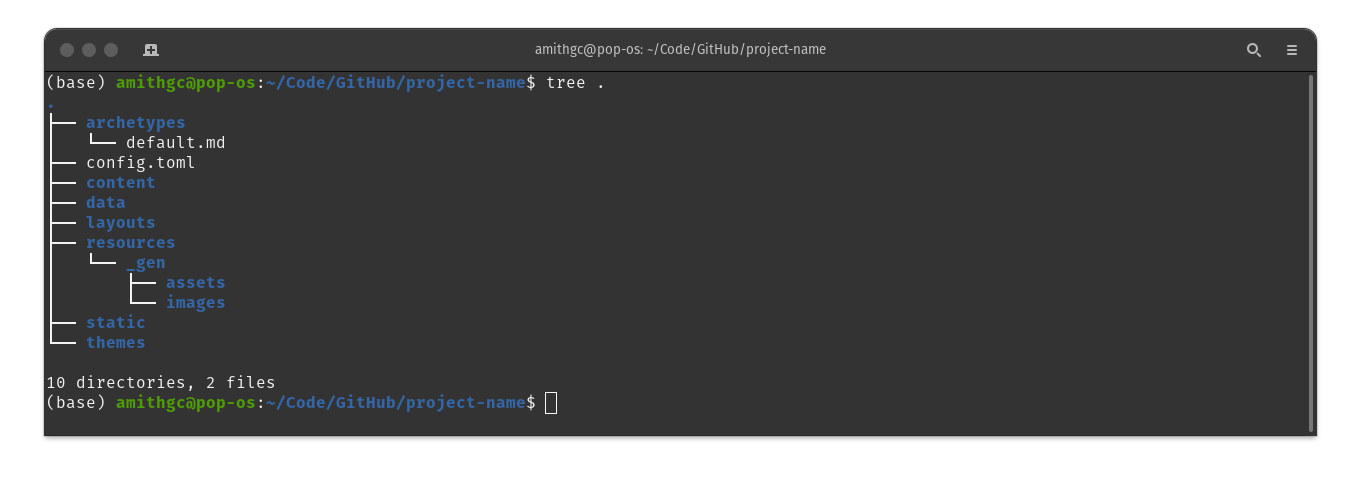 amithgc@pop-os: ~/Code/GitHub/project-name
(base) amithgc@pop-os:~/Code/GitHub/project-name$ tree .
.
├── archetypes
│   └── default.md
├── config.toml
├── content
├── data
├── layouts
├── resources
│   └── _gen
│       ├── assets
│       └── images
├── static
└── themes
10 directories, 2 files
(base) amithgc@pop-os:~/Code/GitHub/project-name$